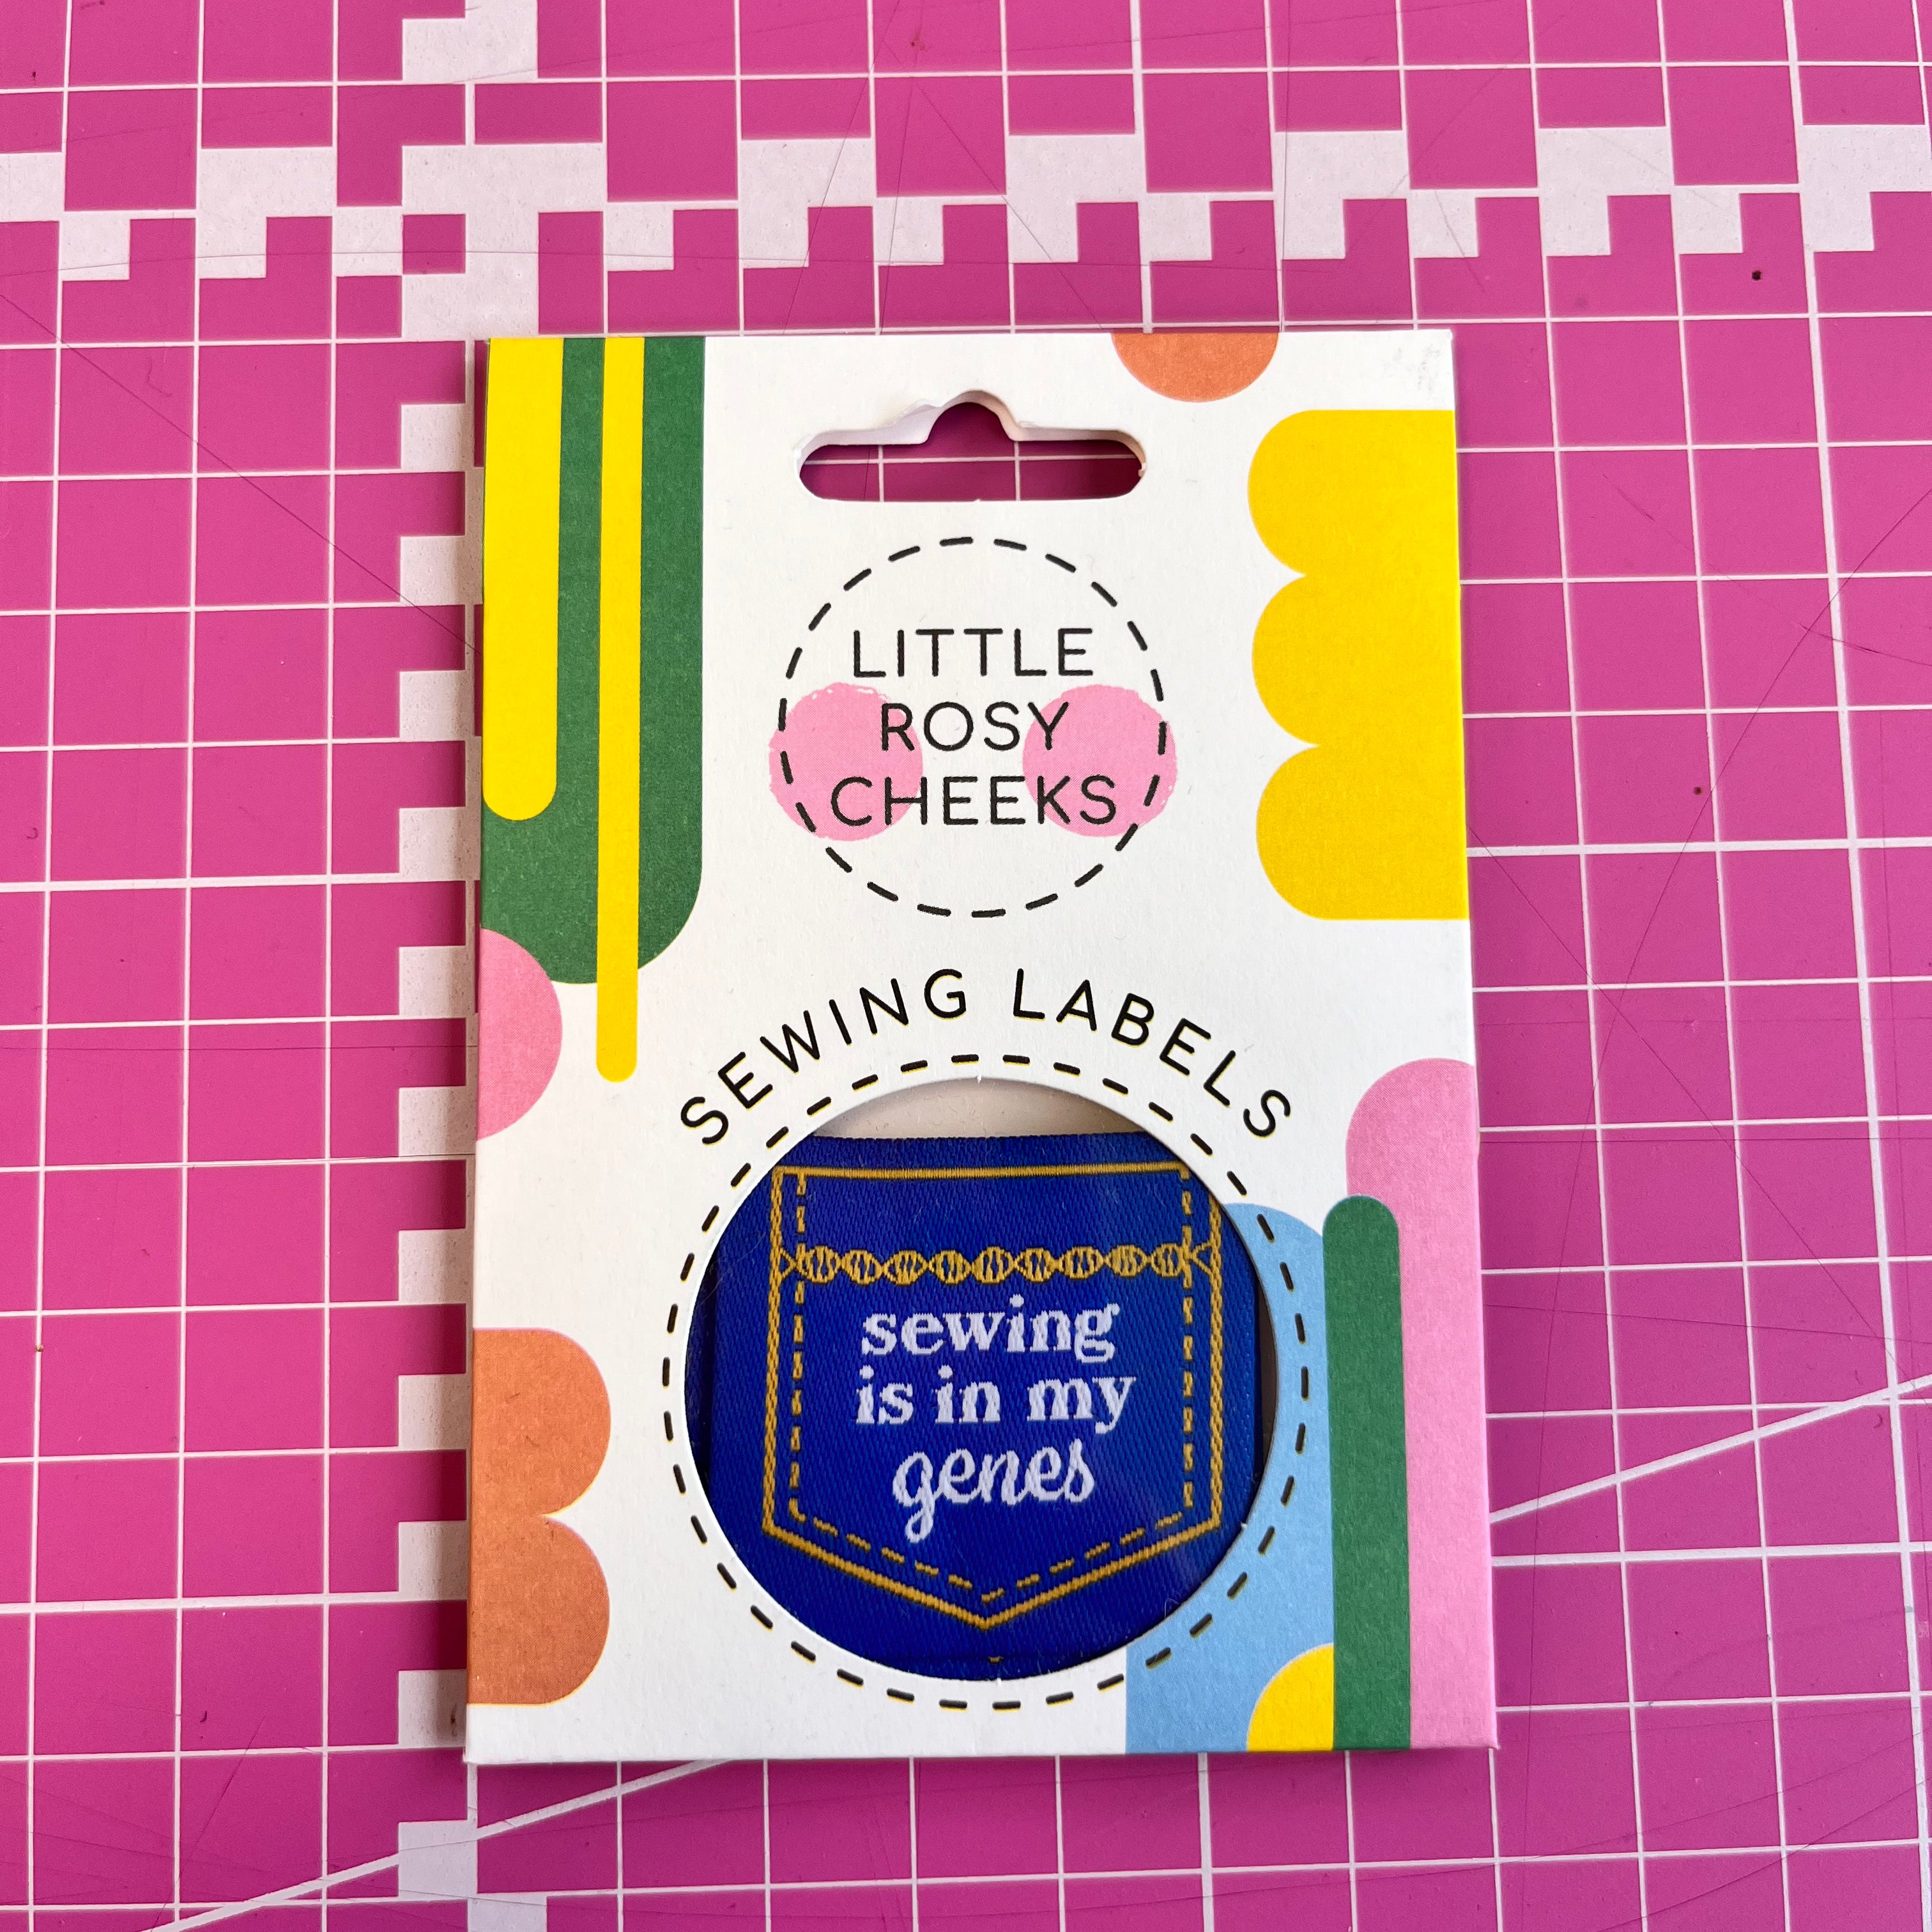 LITTLE
ROSY
CHEEKS
SEWING LABELS
sewing
is in my
genes